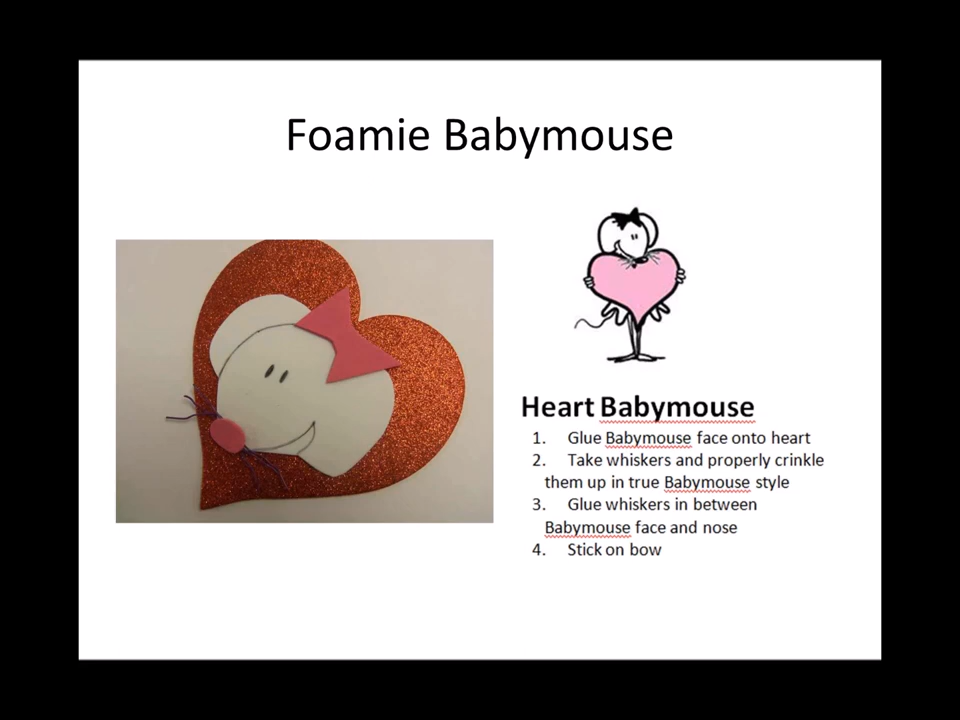 Foamie Babymouse
Heart Babymouse
1. Glue Babymouse face onto heart
2. Take whiskers and properly crinkle
them up in true Babymouse style
3. Glue whiskers in between
Babymouse face and nose
4. Stick on bow